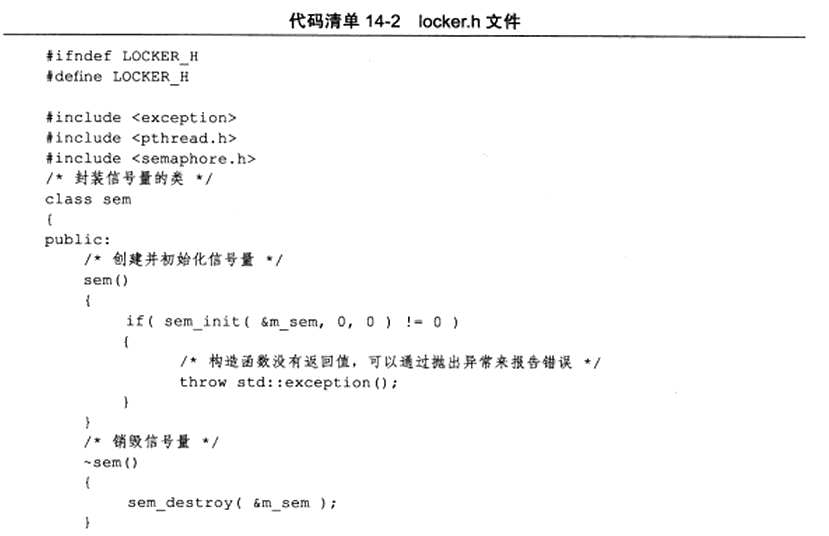 代码清单 14-2 locker.h 文件
#ifndef LOCKER_H
#define LOCKER_H
#include <exception>
#include <pthread.h>
#include <semaphore.h>
/* 封装信号量的类 */
class sem
{
public:
/* 创建并初始化信号量 */
sem()
{
if( sem_init( &m_sem, 0, 0 ) != 0 )
{
/* 构造函数没有返回值，可以通过抛出异常来报告错误 */
throw std::exception();
}
}
/* 销毁信号量 */
~sem()
{
sem_destroy( &m_sem );
}